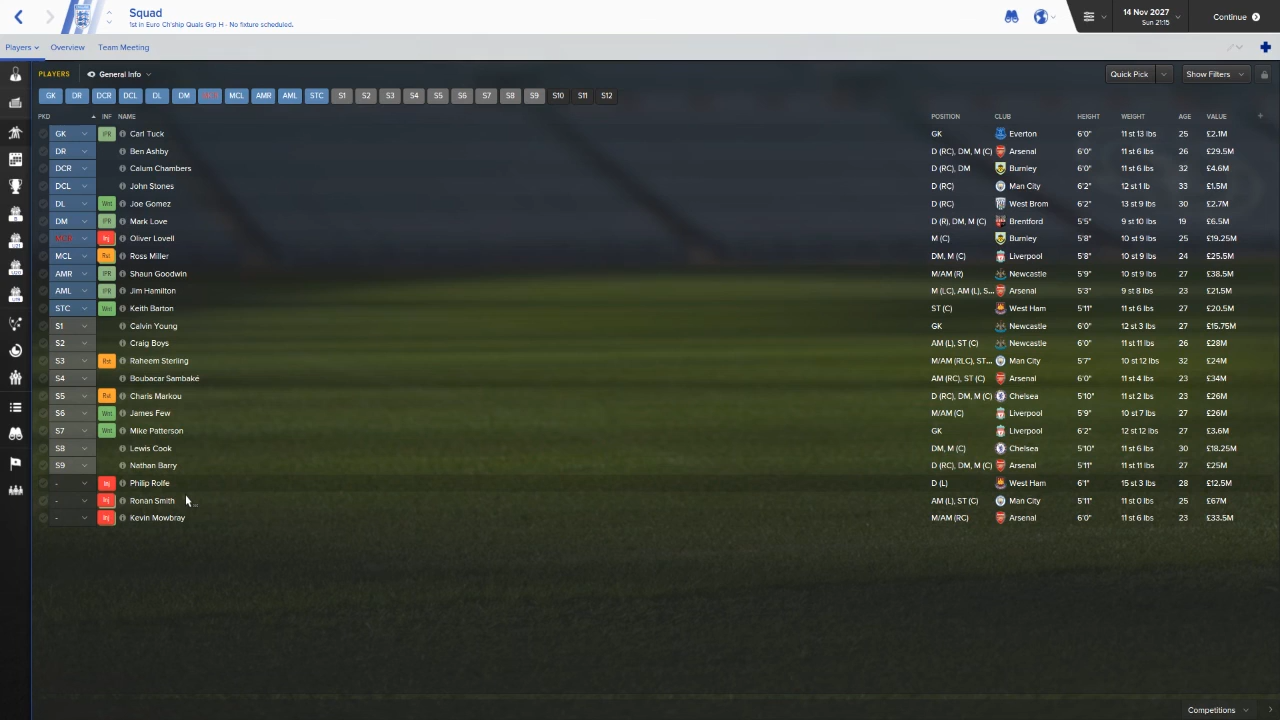 Squad
1st in Euro Ch'ship Quals Grp H - No fixture scheduled.
14 Nov 2027
Sun 21:15
Continue
Players Overview Team Meeting
PLAYERS General Info Quick Pick Show Filters
GK DR DCR DCL DL DM MCL AMR AML STC S1 S2 S3 S4 S5 S6 S7 S8 S9 S10 S11 S12
PKD INF NAME POSITION CLUB HEIGHT WEIGHT AGE VALUE
GK IPR Carl Tuck GK Everton 6'0" 11 st 13 lbs 25 £2.1M
DR Ben Ashby D (RC), DM, M (C) Arsenal 6'0" 11 st 6 lbs 26 £29.5M
DCR Calum Chambers D (RC), DM Burnley 6'0" 11 st 6 lbs 32 £4.6M
DCL John Stones D (RC) Man City 6'2" 12 st 1 lb 33 £1.5M
DL Wnt Joe Gomez D (RC) West Brom 6'2" 13 st 9 lbs 30 £2.7M
DM IPR Mark Love D (R), DM, M (C) Brentford 5'5" 9 st 10 lbs 19 £6.5M
Inj Oliver Lovell M (C) Burnley 5'8" 10 st 9 lbs 25 £19.25M
MCL Rst Ross Miller DM, M (C) Liverpool 5'8" 10 st 9 lbs 24 £25.5M
AMR IPR Shaun Goodwin M/AM (R) Newcastle 5'9" 10 st 9 lbs 27 £38.5M
AML IPR Jim Hamilton M (LC), AM (L), S... Arsenal 5'3" 9 st 8 lbs 23 £21.5M
STC Wnt Keith Barton ST (C) West Ham 5'11" 11 st 6 lbs 27 £20.5M
S1 Calvin Young GK Newcastle 6'0" 12 st 3 lbs 27 £15.75M
S2 Craig Boys AM (L), ST (C) Newcastle 6'0" 11 st 11 lbs 26 £28M
S3 Rst Raheem Sterling M/AM (RLC), ST... Man City 5'7" 10 st 12 lbs 32 £24M
S4 Boubacar Sambaké AM (RC), ST (C) Arsenal 6'0" 11 st 4 lbs 23 £34M
S5 Rst Charis Markou D (RC), DM, M (C) Chelsea 5'10" 11 st 2 lbs 23 £26M
S6 Wnt James Few M/AM (C) Liverpool 5'9" 10 st 7 lbs 27 £26M
S7 Wnt Mike Patterson GK Liverpool 6'2" 12 st 12 lbs 27 £3.6M
S8 Lewis Cook DM, M (C) Chelsea 5'10" 11 st 6 lbs 30 £18.25M
S9 Nathan Barry D (RC), DM, M (C) Arsenal 5'11" 11 st 11 lbs 27 £25M
- Inj Philip Rolfe D (L) West Ham 6'1" 15 st 3 lbs 28 £12.5M
- Inj Ronan Smith AM (L), ST (C) Man City 5'11" 11 st 0 lbs 25 £67M
- Inj Kevin Mowbray M/AM (RC) Arsenal 6'0" 11 st 6 lbs 23 £33.5M
Competitions